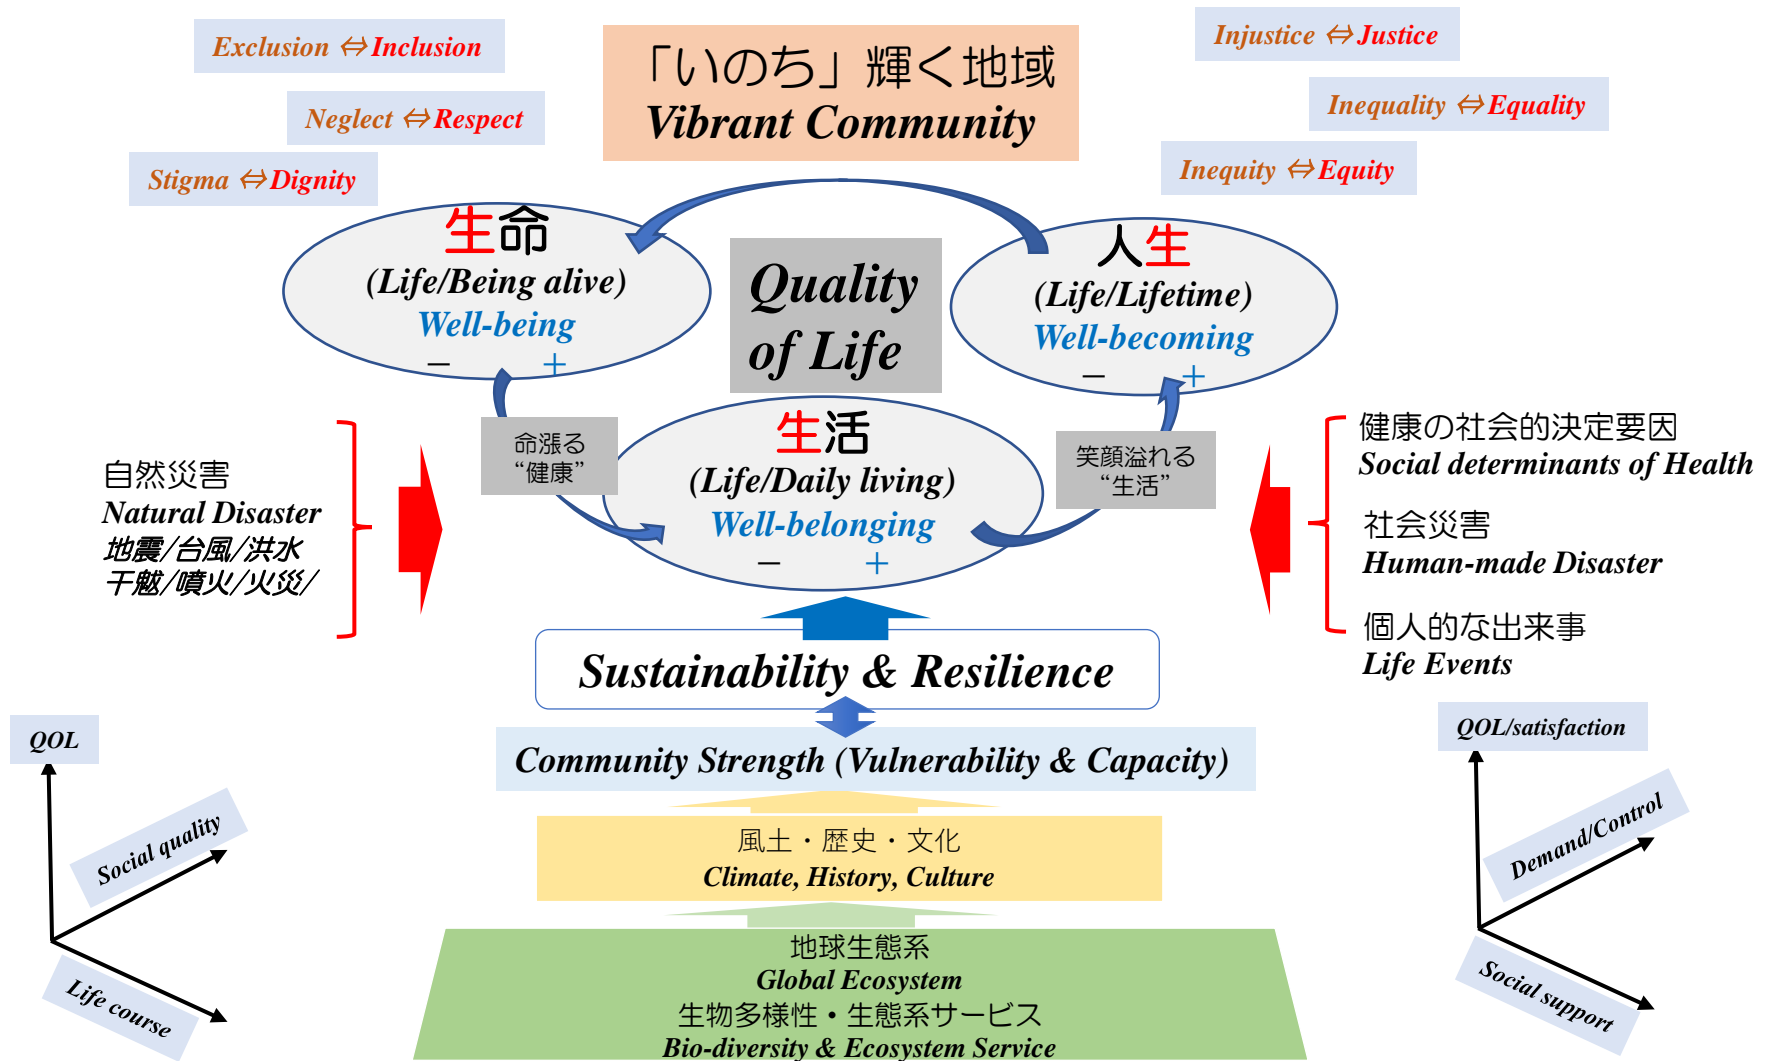 Exclusion ⇔ Inclusion
Neglect ⇔ Respect
Stigma ⇔ Dignity
「いのち」輝く地域
Vibrant Community
Injustice ⇔ Justice
Inequality ⇔ Equality
Inequity ⇔ Equity
生命
(Life/Being alive)
Well-being
－ ＋
Quality
of Life
人生
(Life/Lifetime)
Well-becoming
－ ＋
命漲る
“健康”
生活
(Life/Daily living)
Well-belonging
－ ＋
笑顔溢れる
“生活”
自然災害
Natural Disaster
地震/台風/洪水
干魃/噴火/火災/
健康の社会的決定要因
Social determinants of Health
社会災害
Human-made Disaster
個人的な出来事
Life Events
Sustainability & Resilience
Community Strength (Vulnerability & Capacity)
風土・歴史・文化
Climate, History, Culture
地球生態系
Global Ecosystem
生物多様性・生態系サービス
Bio-diversity & Ecosystem Service
QOL
Social quality
Life course
QOL/satisfaction
Demand/Control
Social support